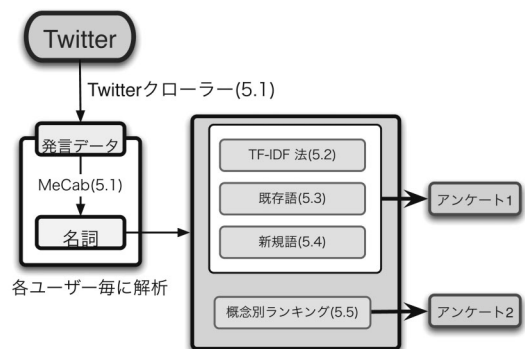 Twitter
Twitterクローラー(5.1)
発言データ
MeCab(5.1)
名詞
各ユーザー毎に解析
TF-IDF 法(5.2)
既存語(5.3)
新規語(5.4)
概念別ランキング(5.5)
アンケート1
アンケート2